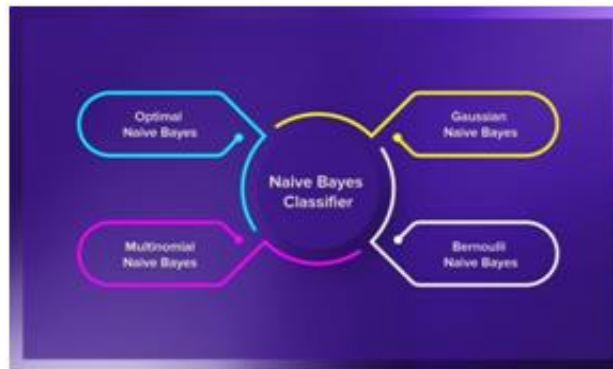 Optimal
Naive Bayes
Gaussian
Naive Bayes
Naive Bayes
Classifier
Multinomial
Naive Bayes
Bernoulli
Naive Bayes